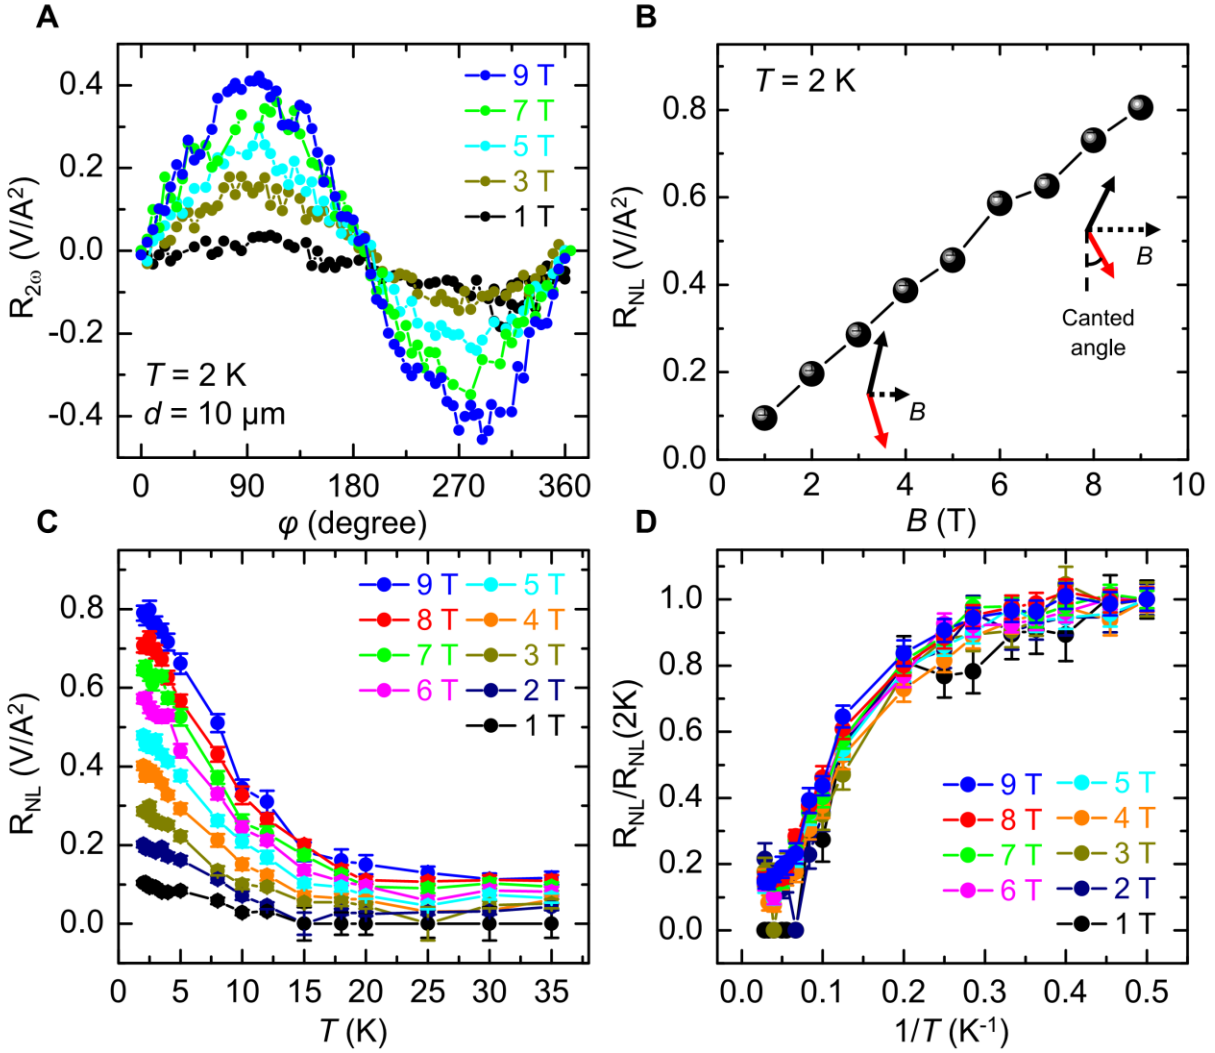 A
R2ω (V/A²)
0.4
0.2
0.0
-0.2
-0.4
9 T
7 T
5 T
3 T
1 T
T = 2 K
d = 10 μm
0 90 180 270 360
φ (degree)
B
RNL (V/A²)
0.8
0.6
0.4
0.2
0.0
T = 2 K
B
Canted
angle
B
0 2 4 6 8 10
B (T)
C
RNL (V/A²)
0.8
0.6
0.4
0.2
0.0
9 T 5 T
8 T 4 T
7 T 3 T
6 T 2 T
1 T
0 5 10 15 20 25 30 35
T (K)
D
RNL/RNL(2K)
1.0
0.8
0.6
0.4
0.2
0.0
9 T 5 T
8 T 4 T
7 T 3 T
6 T 2 T
1 T
0.0 0.1 0.2 0.3 0.4 0.5
1/T (K⁻¹)